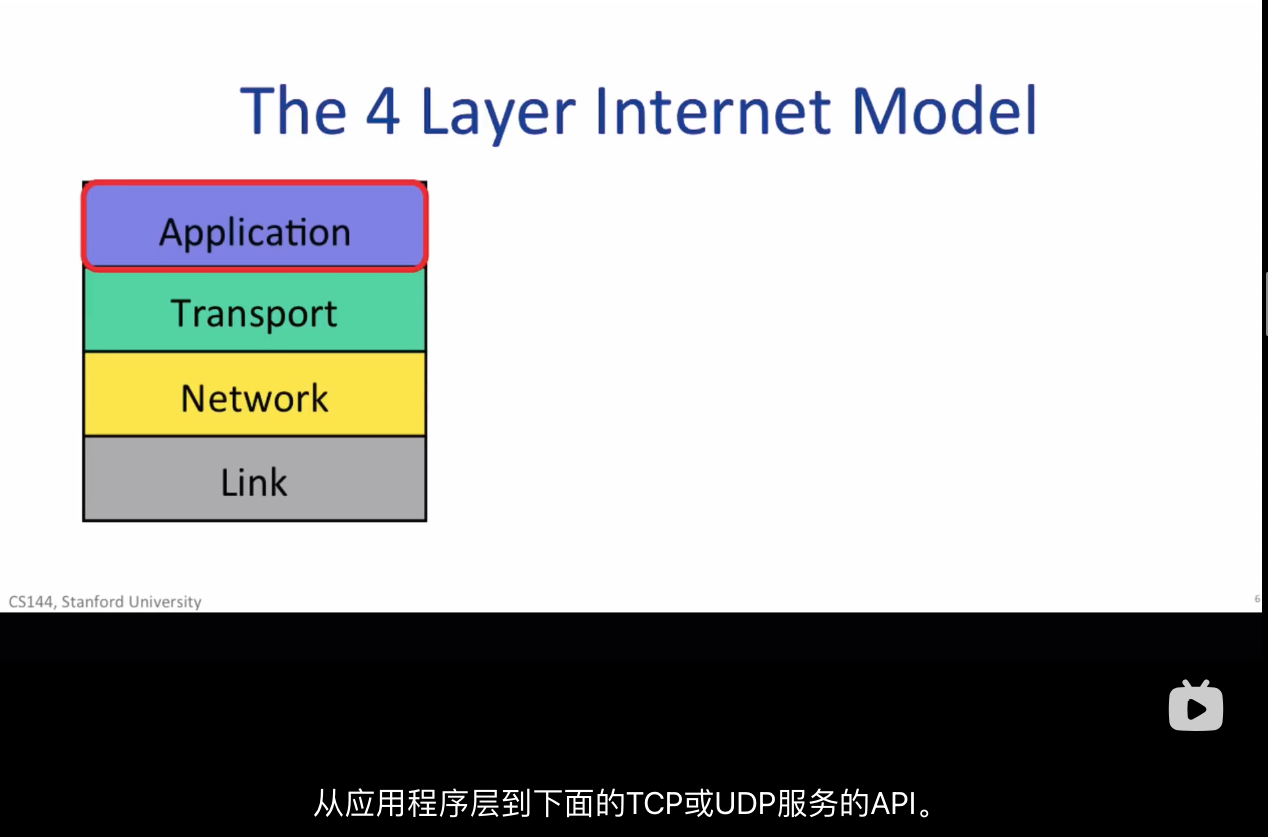 The 4 Layer Internet Model
Application
Transport
Network
Link
CS144, Stanford University
6
从应用程序层到下面的TCP或UDP服务的API。